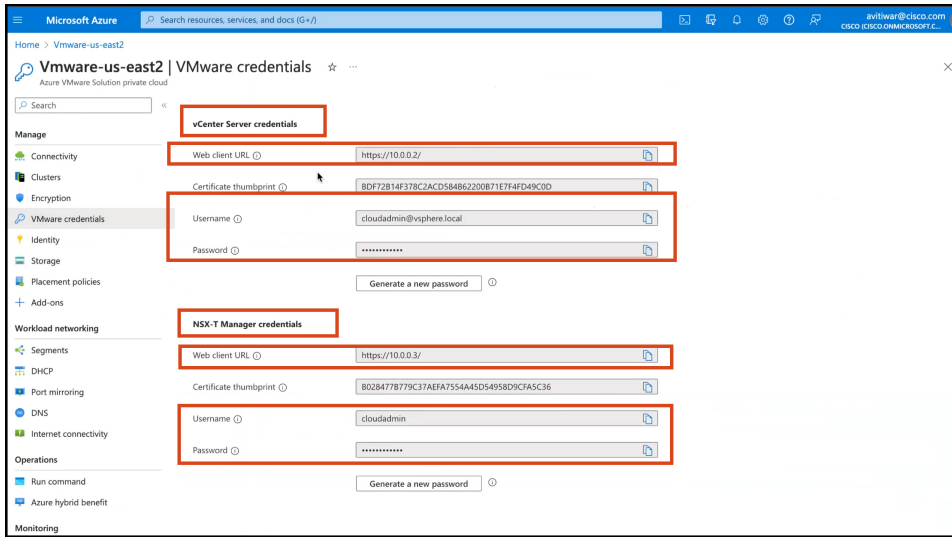 Microsoft Azure
Search resources, services, and docs (G+/)
avitiwar@cisco.com
CISCO (CISCO.ONMICROSOFT.C...
Home > Vmware-us-east2
Vmware-us-east2 | VMware credentials
Azure VMware Solution private cloud
Search
Manage
Connectivity
Clusters
Encryption
VMware credentials
Identity
Storage
Placement policies
Add-ons
Workload networking
Segments
DHCP
Port mirroring
DNS
Internet connectivity
Operations
Run command
Azure hybrid benefit
Monitoring
vCenter Server credentials
Web client URL https://10.0.0.2/
Certificate thumbprint BDF72B14F378C2ACD584B62200B71E7F4FD49C0D
Username cloudadmin@vsphere.local
Password ••••••••••••
Generate a new password
NSX-T Manager credentials
Web client URL https://10.0.0.3/
Certificate thumbprint B028477B779C37AEFA7554A45D54958D9CFA5C36
Username cloudadmin
Password ••••••••••••
Generate a new password